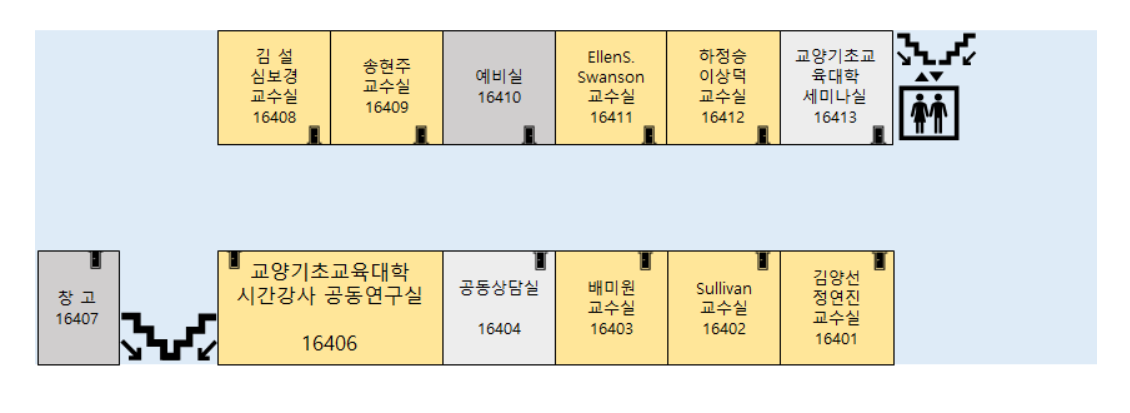 김 설
심보경
교수실
16408
송현주
교수실
16409
예비실
16410
EllenS.
Swanson
교수실
16411
하정승
이상덕
교수실
16412
교양기초교
육대학
세미나실
16413
창 고
16407
교양기초교육대학
시간강사 공동연구실
16406
공동상담실
16404
배미원
교수실
16403
Sullivan
교수실
16402
김양선
정연진
교수실
16401